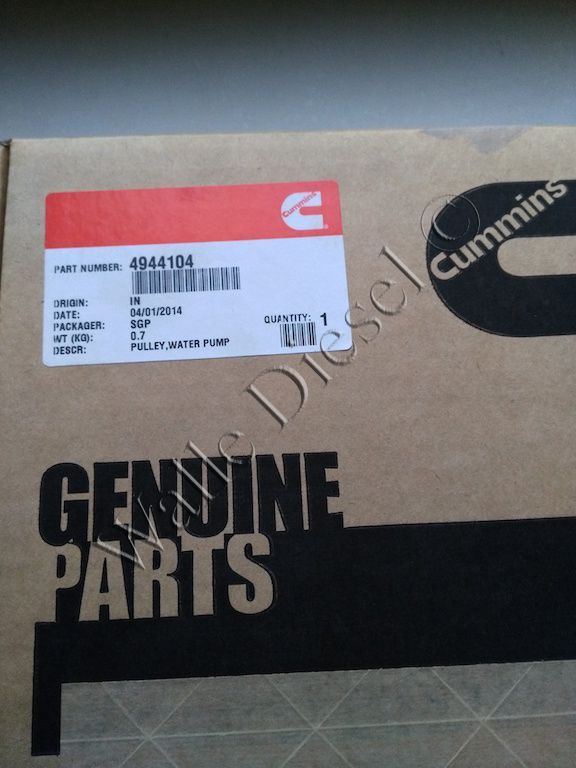 Cummins
PART NUMBER: 4944104
ORIGIN: IN
DATE: 04/01/2014
PACKAGER: SGP
WT (KG): 0.7
DESCR: PULLEY,WATER PUMP
QUANTITY: 1
Cummins
Walle Diesel ©
GENUINE
PARTS